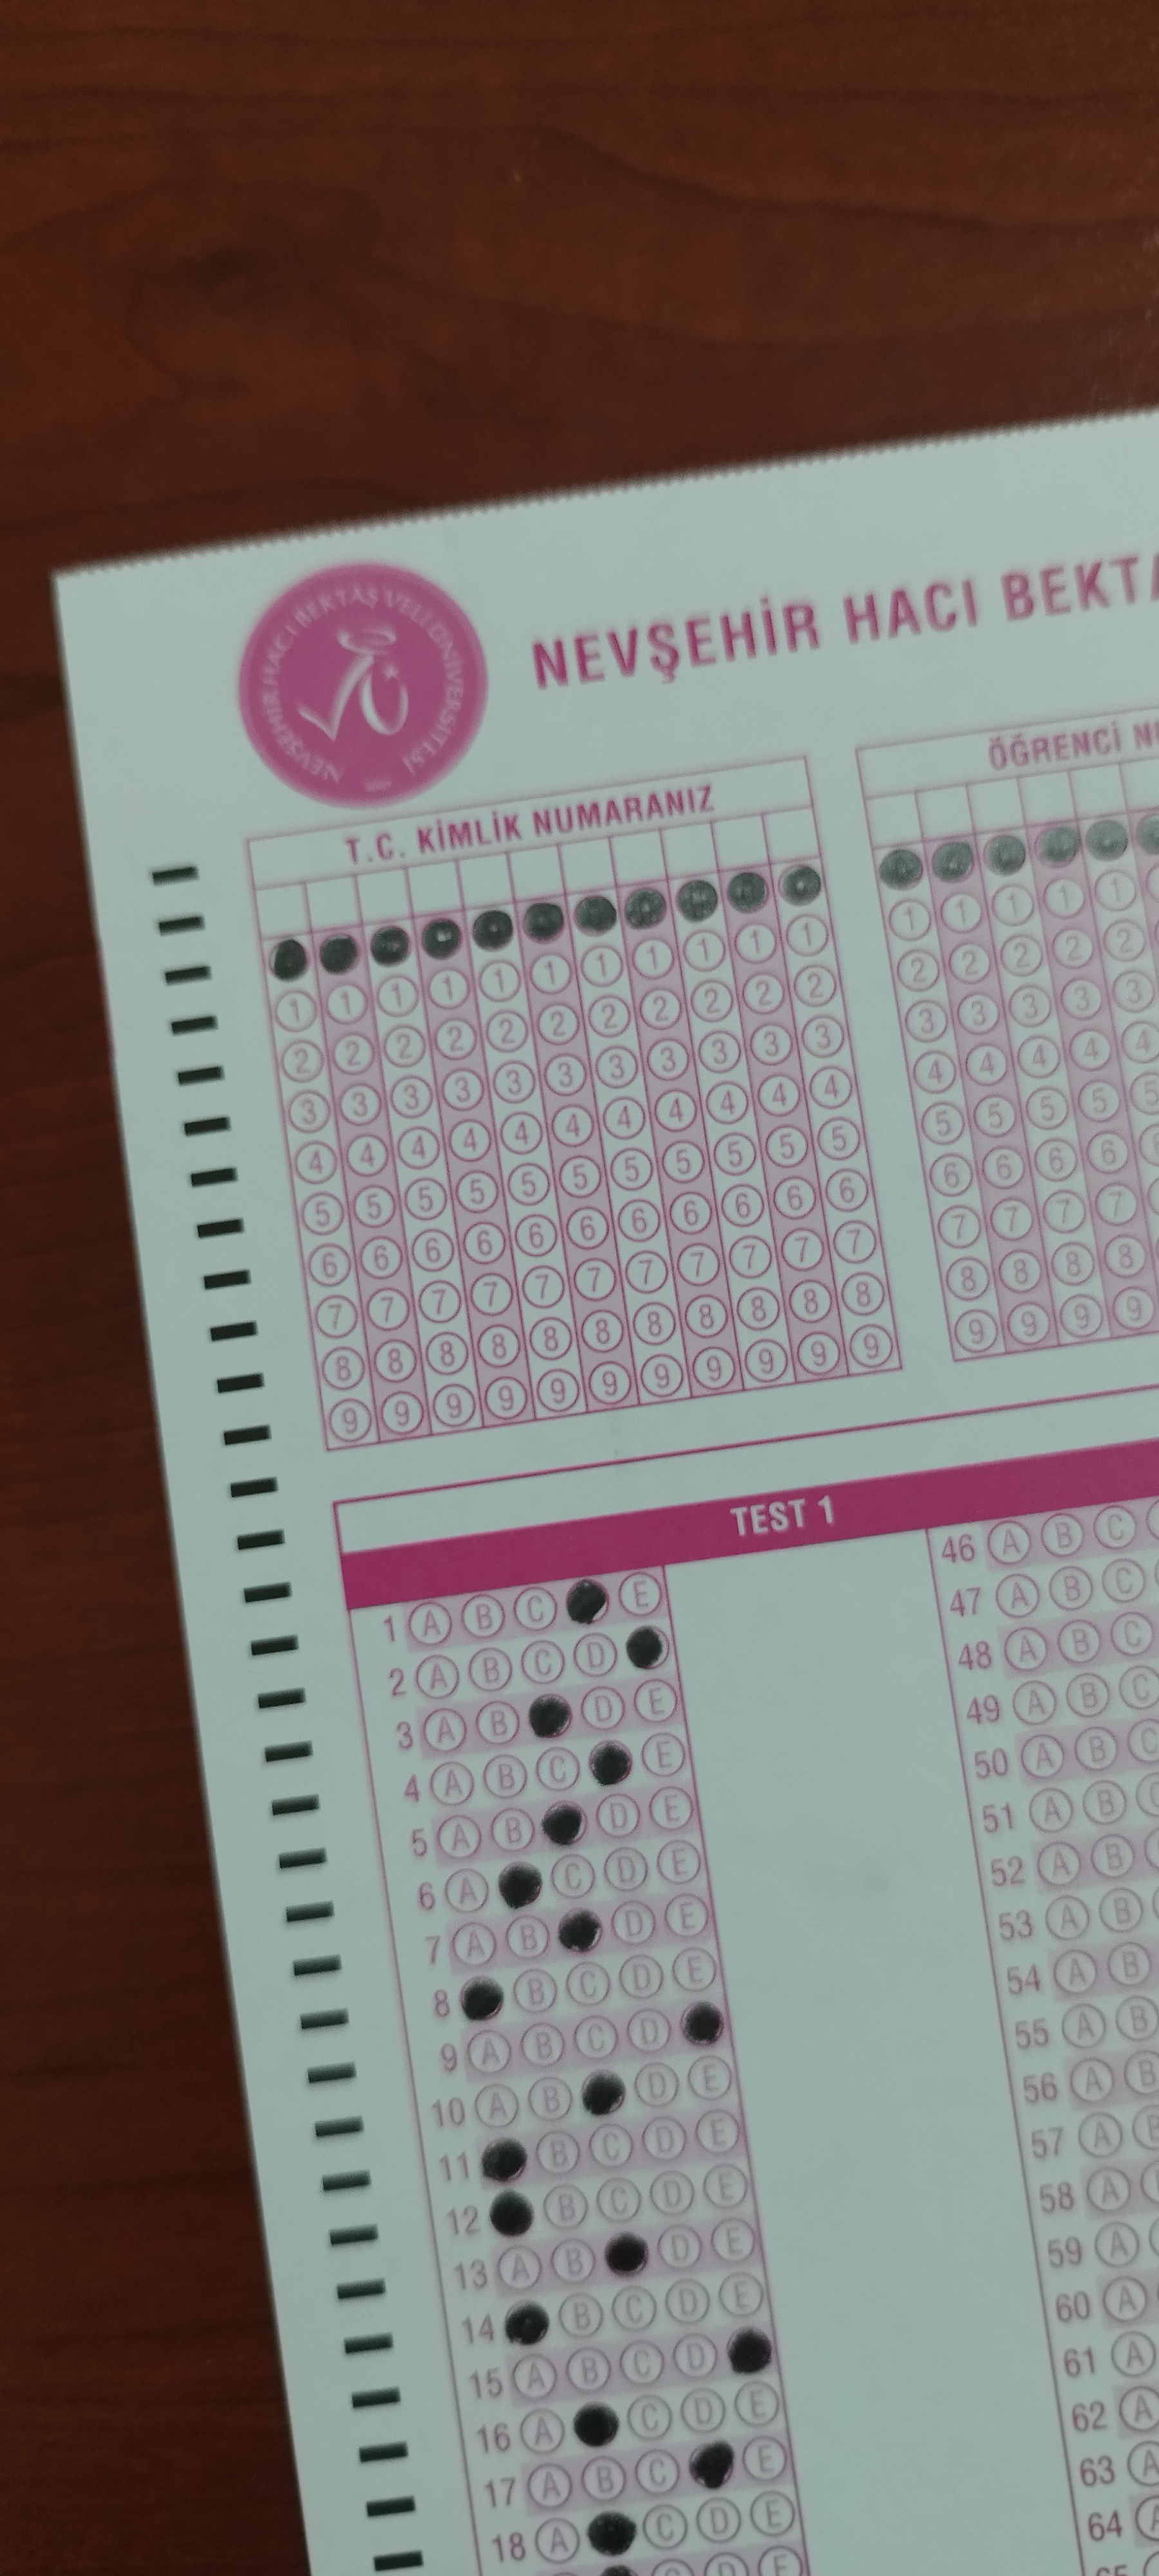 NEVŞEHİR HACI BEKTAŞ VELİ ÜNİVERSİTESİ
NEVŞEHİR HACI BEKTA
T.C. KİMLİK NUMARANIZ
ÖĞRENCİ N
1 1 1 1 1 1 1 1 1 1 1
2 2 2 2 2 2 2 2 2 2 2
3 3 3 3 3 3 3 3 3 3 3
4 4 4 4 4 4 4 4 4 4 4
5 5 5 5 5 5 5 5 5 5 5
6 6 6 6 6 6 6 6 6 6 6
7 7 7 7 7 7 7 7 7 7 7
8 8 8 8 8 8 8 8 8 8 8
9 9 9 9 9 9 9 9 9 9 9
1 1 1 1 1
2 2 2 2 2
3 3 3 3 3
4 4 4 4 4
5 5 5 5 5
6 6 6 6
7 7 7 7
8 8 8 8
9 9 9 9
TEST 1
1 A B C E
2 A B C D
3 A B D E
4 A B C E
5 A B D E
6 A C D E
7 A B D E
8 B C D E
9 A B C D
10 A B D E
11 B C D E
12 B C D E
13 A B D E
14 B C D E
15 A B C D
16 A C D E
17 A B C E
18 A C D E
C D E
46 A B C
47 A B C
48 A B C
49 A B C
50 A B C
51 A B
52 A B
53 A B
54 A B
55 A B
56 A B
57 A B
58 A
59 A
60 A
61 A
62 A
63 A
64